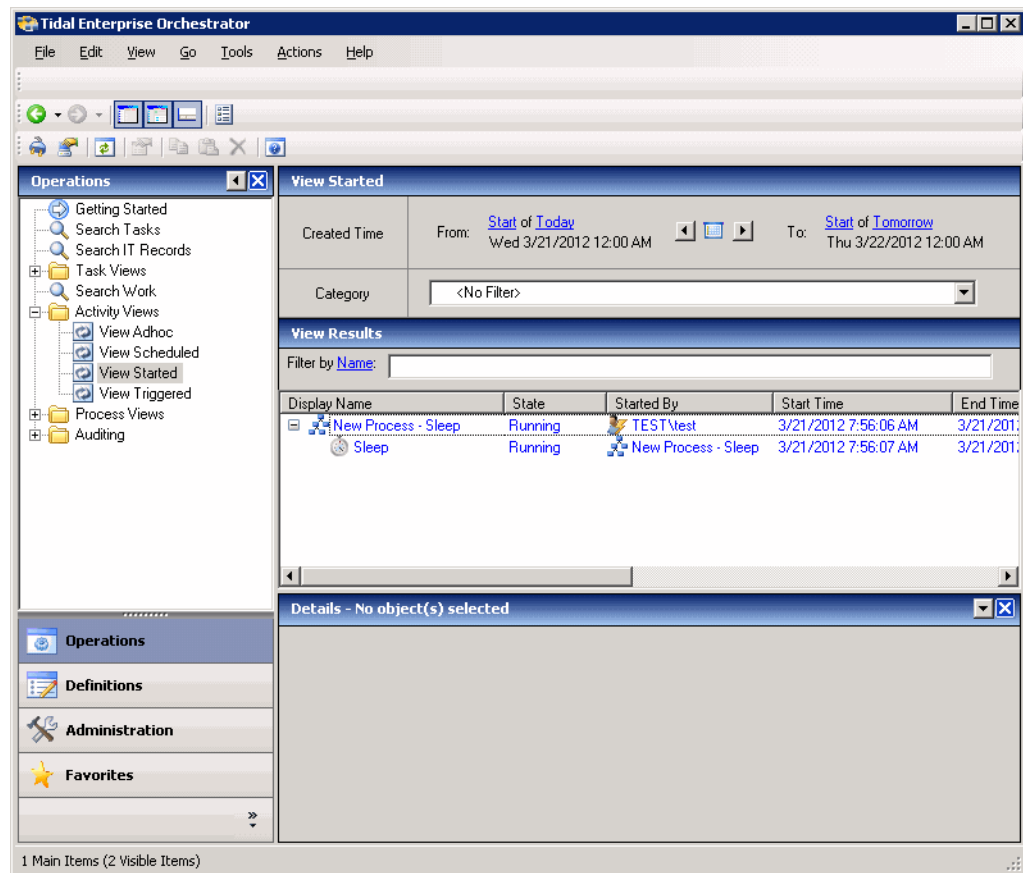 Tidal Enterprise Orchestrator
File Edit View Go Tools Actions Help
Operations
Getting Started
Search Tasks
Search IT Records
Task Views
Search Work
Activity Views
View Adhoc
View Scheduled
View Started
View Triggered
Process Views
Auditing
Operations
Definitions
Administration
Favorites
View Started
Created Time From: Start of Today To: Start of Tomorrow
Wed 3/21/2012 12:00 AM Thu 3/22/2012 12:00 AM
Category <No Filter>
View Results
Filter by Name:
Display Name State Started By Start Time End Time
New Process - Sleep Running TEST\test 3/21/2012 7:56:06 AM 3/21/201
Sleep Running New Process - Sleep 3/21/2012 7:56:07 AM 3/21/201
Details - No object(s) selected
1 Main Items (2 Visible Items)